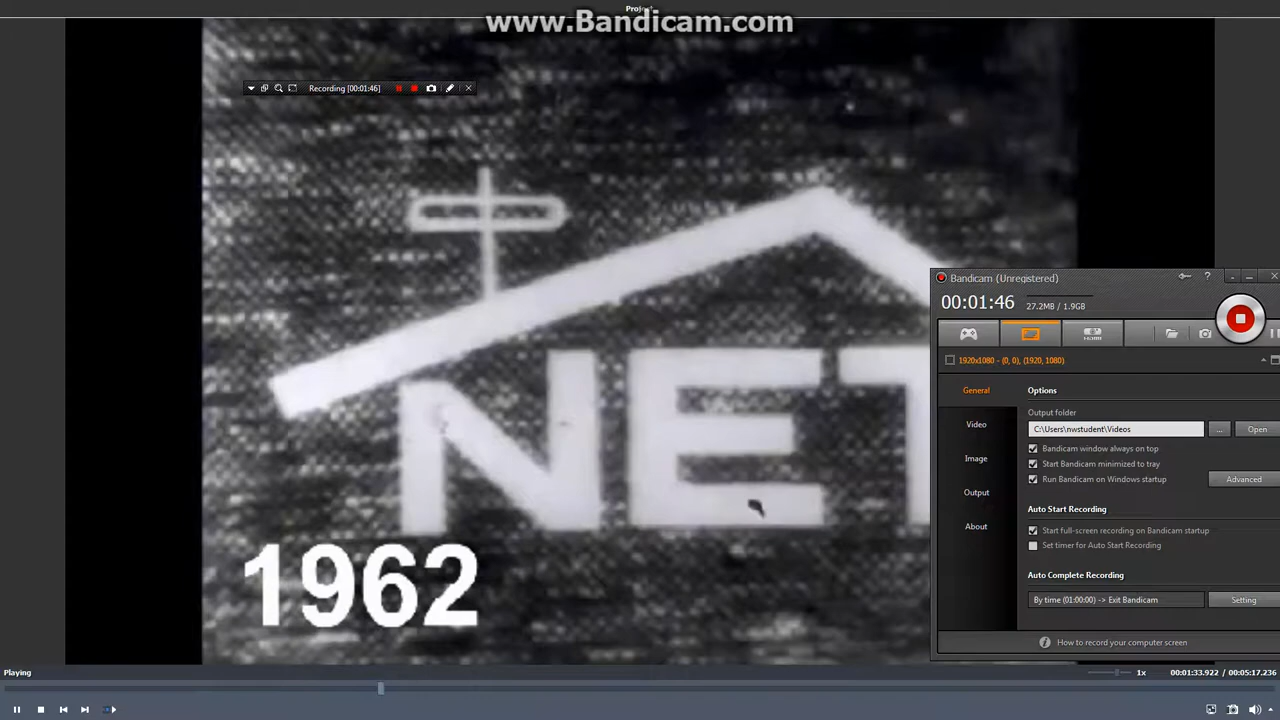 Project
www.Bandicam.com
Recording [00:01:46]
NET
1962
Bandicam (Unregistered)
00:01:46
27.2MB / 1.9GB
HDMI
1920x1080 - (0, 0), (1920, 1080)
General
Video
Image
Output
About
Options
Output folder
C:\Users\nwstudent\Videos
...
Open
Bandicam window always on top
Start Bandicam minimized to tray
Run Bandicam on Windows startup
Advanced
Auto Start Recording
Start full-screen recording on Bandicam startup
Set timer for Auto Start Recording
Auto Complete Recording
By time (01:00:00) -> Exit Bandicam
Setting
How to record your computer screen
Playing
1x
00:01:33.922 / 00:05:17.236